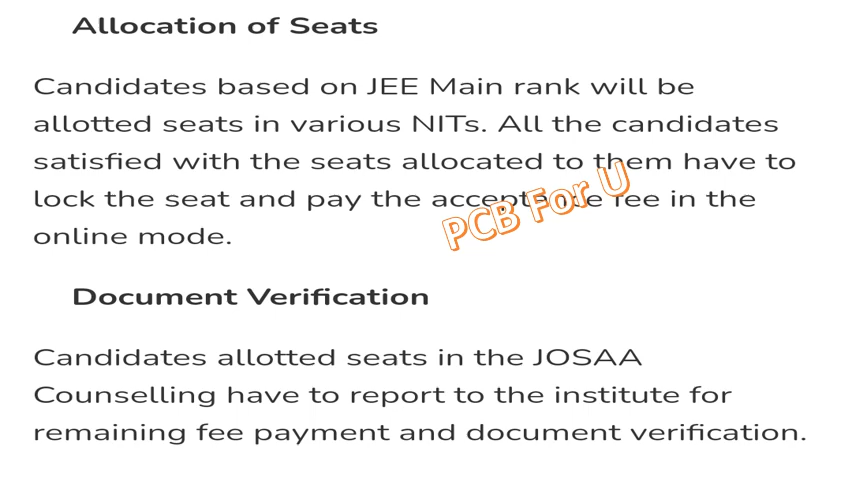 Allocation of Seats
Candidates based on JEE Main rank will be
allotted seats in various NITs. All the candidates
satisfied with the seats allocated to them have to
lock the seat and pay the acceptance fee in the
online mode.
PCB For U
Document Verification
Candidates allotted seats in the JOSAA
Counselling have to report to the institute for
remaining fee payment and document verification.